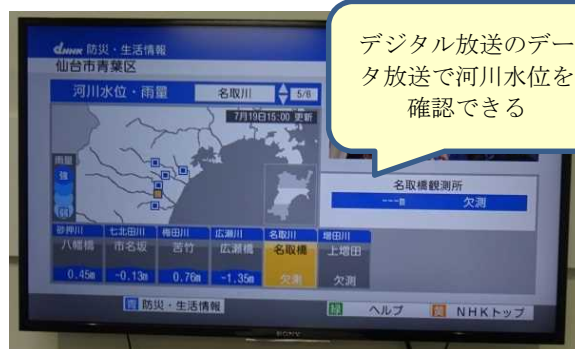 デジタル放送のデー
タ放送で河川水位を
確認できる
dNHK 防災・生活情報
仙台市青葉区
河川水位・雨量 名取川 5/6
7月19日15:00 更新
雨量
強
弱
名取橋観測所
---m 欠測
砂押川 七北田川 梅田川 広瀬川 名取川 増田川
八幡橋 市名坂 苦竹 広瀬橋 名取橋 上増田
0.45m -0.13m 0.76m -1.35m 欠測 欠測
青 防災・生活情報 緑 ヘルプ 黄 NHKトップ
SONY